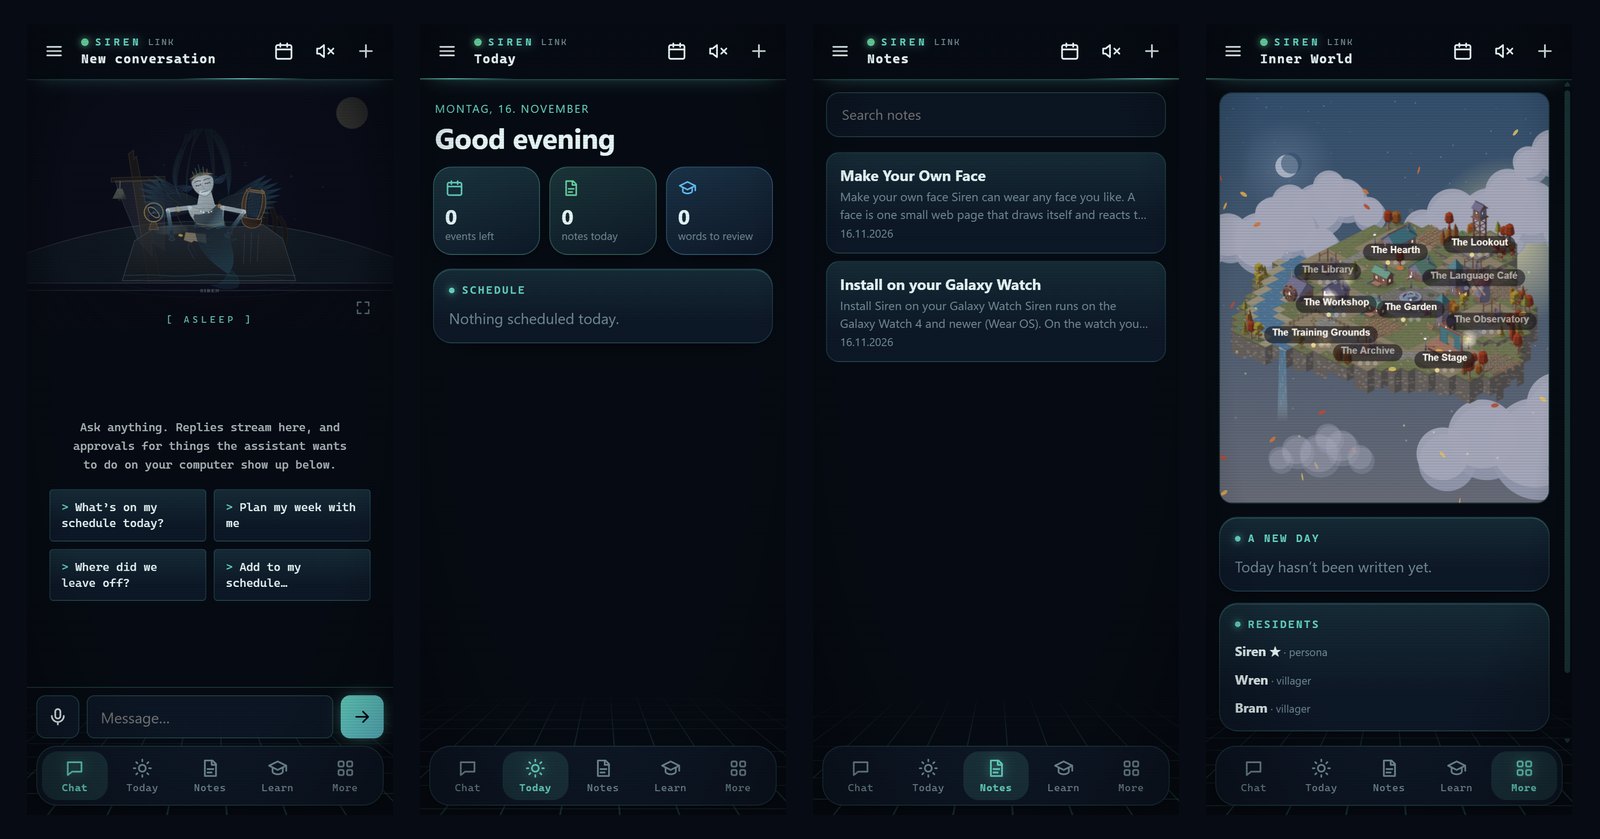 SIREN LINK
New conversation
[ ASLEEP ]
Ask anything. Replies stream here, and
approvals for things the assistant wants
to do on your computer show up below.
> What's on my
schedule today?
> Plan my week with
me
> Where did we
leave off?
> Add to my
schedule…
Message...
Chat
Today
Notes
Learn
More
SIREN LINK
Today
MONTAG, 16. NOVEMBER
Good evening
0
events left
0
notes today
0
words to review
SCHEDULE
Nothing scheduled today.
Chat
Today
Notes
Learn
More
SIREN LINK
Notes
Search notes
Make Your Own Face
Make your own face Siren can wear any face you like. A
face is one small web page that draws itself and reacts t...
16.11.2026
Install on your Galaxy Watch
Install Siren on your Galaxy Watch Siren runs on the
Galaxy Watch 4 and newer (Wear OS). On the watch you...
16.11.2026
Chat
Today
Notes
Learn
More
SIREN LINK
Inner World
The Lookout
The Hearth
The Library
The Language Café
The Workshop
The Garden
The Observatory
The Training Grounds
The Archive
The Stage
A NEW DAY
Today hasn't been written yet.
RESIDENTS
Siren ★ · persona
Wren · villager
Bram · villager
Chat
Today
Notes
Learn
More